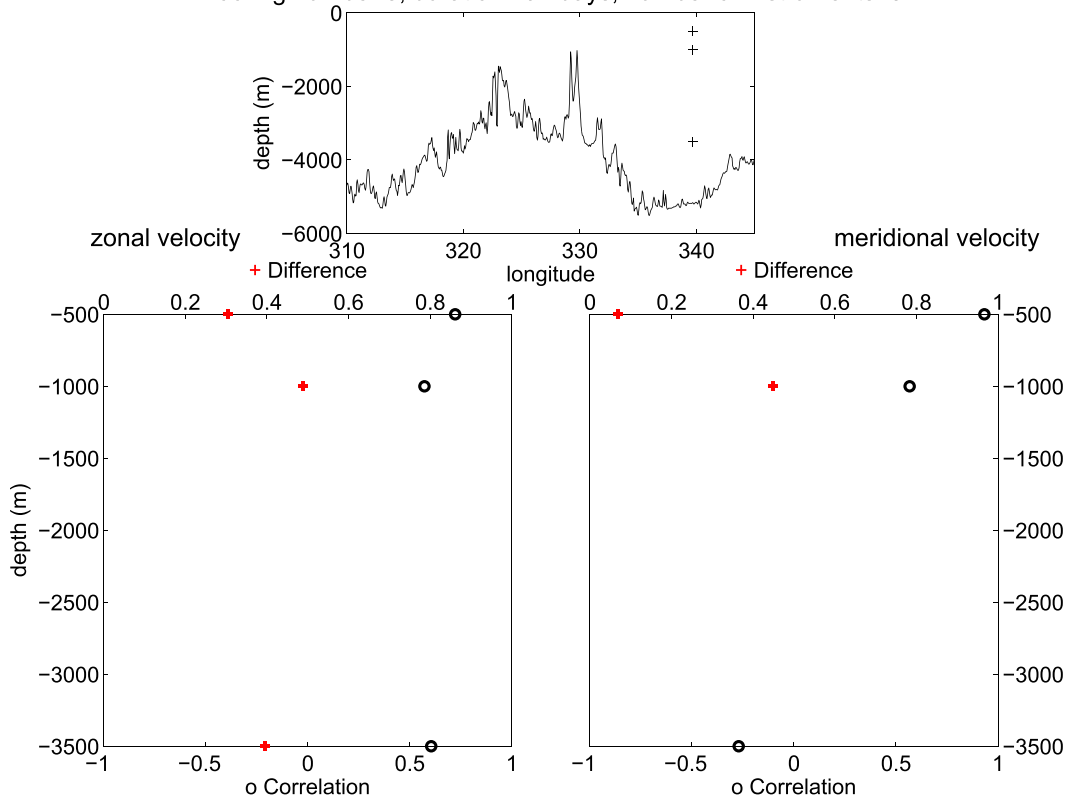 0
−2000
−4000
−6000
depth (m)
310 320 330 340
longitude
zonal velocity
meridional velocity
+ Difference
+ Difference
0 0.2 0.4 0.6 0.8 1
0 0.2 0.4 0.6 0.8 1
−500
−1000
−1500
−2000
−2500
−3000
−3500
depth (m)
−500
−1000
−1500
−2000
−2500
−3000
−3500
−1 −0.5 0 0.5 1
−1 −0.5 0 0.5 1
o Correlation
o Correlation